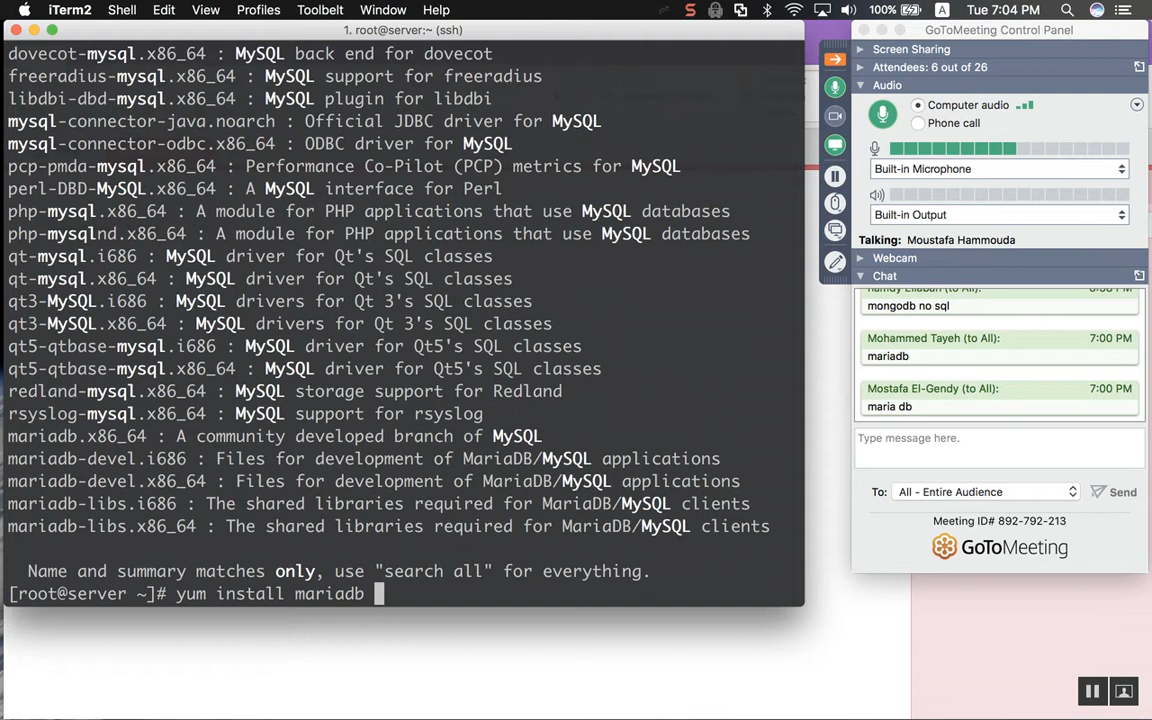 iTerm2 Shell Edit View Profiles Toolbelt Window Help 100% A Tue 7:04 PM
1. root@server:~ (ssh)
dovecot-mysql.x86_64 : MySQL back end for dovecot
freeradius-mysql.x86_64 : MySQL support for freeradius
libdbi-dbd-mysql.x86_64 : MySQL plugin for libdbi
mysql-connector-java.noarch : Official JDBC driver for MySQL
mysql-connector-odbc.x86_64 : ODBC driver for MySQL
pcp-pmda-mysql.x86_64 : Performance Co-Pilot (PCP) metrics for MySQL
perl-DBD-MySQL.x86_64 : A MySQL interface for Perl
php-mysql.x86_64 : A module for PHP applications that use MySQL databases
php-mysqlnd.x86_64 : A module for PHP applications that use MySQL databases
qt-mysql.i686 : MySQL driver for Qt's SQL classes
qt-mysql.x86_64 : MySQL driver for Qt's SQL classes
qt3-MySQL.i686 : MySQL drivers for Qt 3's SQL classes
qt3-MySQL.x86_64 : MySQL drivers for Qt 3's SQL classes
qt5-qtbase-mysql.i686 : MySQL driver for Qt5's SQL classes
qt5-qtbase-mysql.x86_64 : MySQL driver for Qt5's SQL classes
redland-mysql.x86_64 : MySQL storage support for Redland
rsyslog-mysql.x86_64 : MySQL support for rsyslog
mariadb.x86_64 : A community developed branch of MySQL
mariadb-devel.i686 : Files for development of MariaDB/MySQL applications
mariadb-devel.x86_64 : Files for development of MariaDB/MySQL applications
mariadb-libs.i686 : The shared libraries required for MariaDB/MySQL clients
mariadb-libs.x86_64 : The shared libraries required for MariaDB/MySQL clients
Name and summary matches only, use "search all" for everything.
[root@server ~]# yum install mariadb
GoToMeeting Control Panel
Screen Sharing
Attendees: 6 out of 26
Audio
Computer audio
Phone call
Built-in Microphone
Built-in Output
Talking: Moustafa Hammouda
Webcam
Chat
mongodb no sql
Mohammed Tayeh (to All): 7:00 PM
mariadb
Mostafa El-Gendy (to All): 7:00 PM
maria db
Type message here.
To: All - Entire Audience Send
Meeting ID# 892-792-213
GoToMeeting